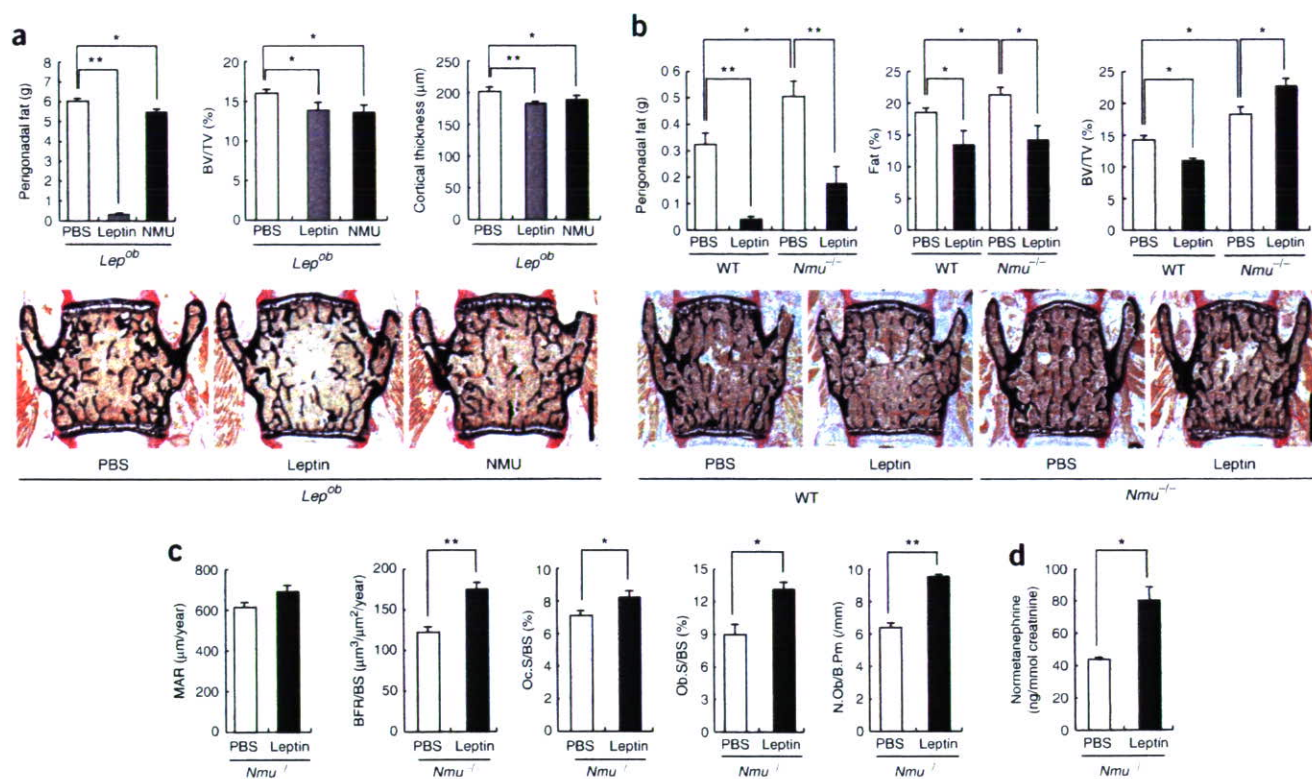 a
b
* ** Perigonadal fat (g) 6 5 4 3 2 1 0 PBS Leptin NMU
Lep^ob
* * BV/TV (%) 20 15 10 5 0 PBS Leptin NMU
Lep^ob
* ** Cortical thickness (µm) 250 200 150 100 50 0 PBS Leptin NMU
Lep^ob
* ** ** Perigonadal fat (g) 0 6 0 5 0.4 0.3 0.2 0.1 0 PBS Leptin PBS Leptin
WT Nmu^−/−
* * * Fat (%) 25 20 15 10 5 0 PBS Leptin PBS Leptin
WT Nmu^−/−
* * * BV/TV (%) 25 20 15 10 5 0 PBS Leptin PBS Leptin
WT Nmu^−/−
PBS Leptin NMU
Lep^ob
PBS Leptin PBS Leptin
WT Nmu^−/−
c
MAR (µm/year) 800 600 400 200 0 PBS Leptin
Nmu^−/
** BFR/BS (µm³/µm²/year) 200 150 100 50 0 PBS Leptin
Nmu^−/
* Oc.S/BS (%) 10 8 6 4 2 0 PBS Leptin
Nmu^−/
* Ob.S/BS (%) 15 12 9 6 3 0 PBS Leptin
Nmu^−/
** N.Ob/B.Pm (/mm) 10 8 6 4 2 0 PBS Leptin
Nmu^−/
d
* Normetanephrine
(ng/mmol creatinine) 100 80 60 40 20 0 PBS Leptin
Nmu^−/